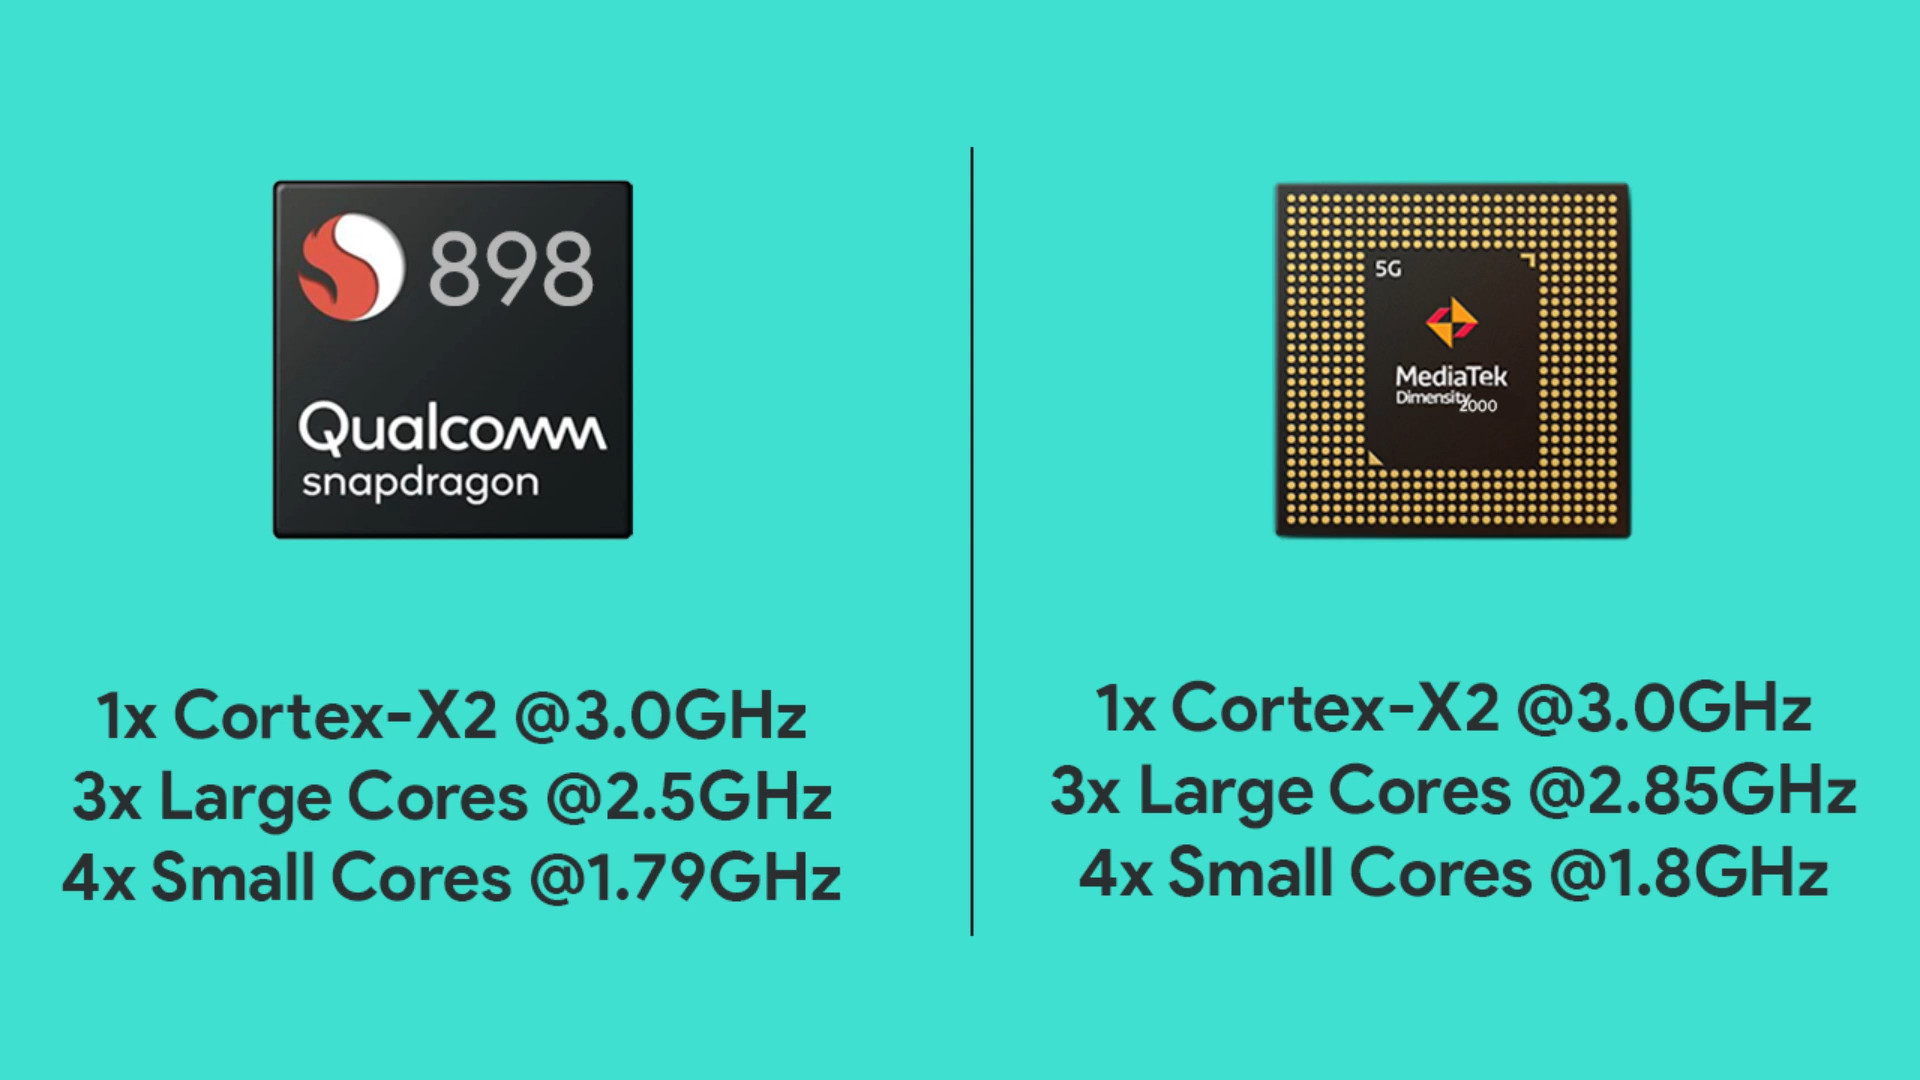 898
Qualcomm
snapdragon
1x Cortex-X2 @3.0GHz
3x Large Cores @2.5GHz
4x Small Cores @1.79GHz
5G
MediaTek
Dimensity
2000
1x Cortex-X2 @3.0GHz
3x Large Cores @2.85GHz
4x Small Cores @1.8GHz